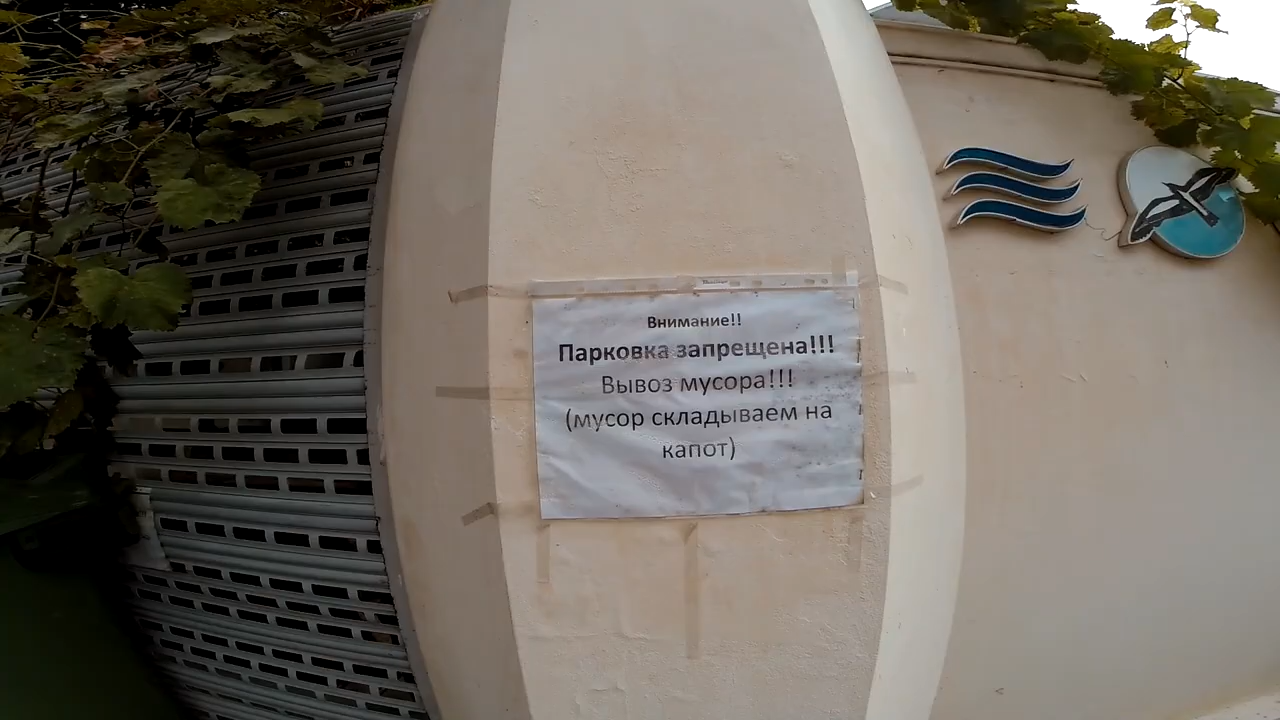 Внимание!!
Парковка запрещена!!!
Вывоз мусора!!!
(мусор складываем на
капот)